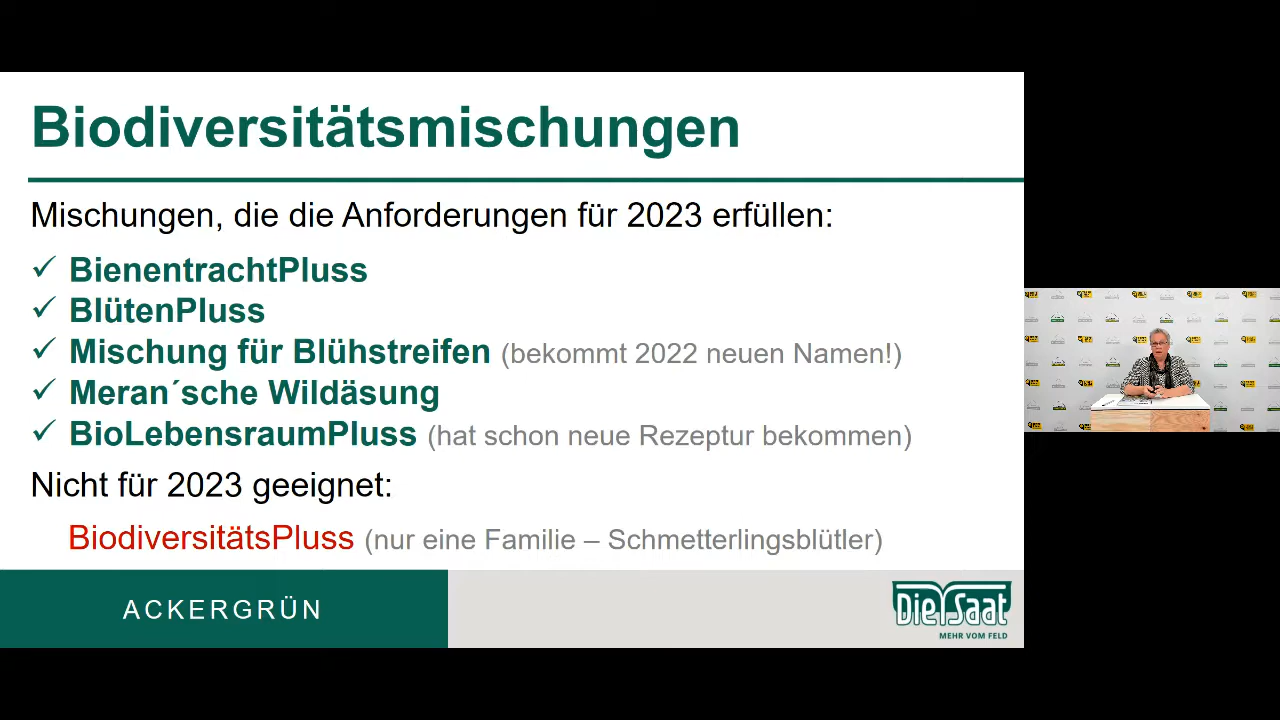 Biodiversitätsmischungen
Mischungen, die die Anforderungen für 2023 erfüllen:
✓ BienentrachtPluss
✓ BlütenPluss
✓ Mischung für Blühstreifen (bekommt 2022 neuen Namen!)
✓ Meran´sche Wildäsung
✓ BioLebensraumPluss (hat schon neue Rezeptur bekommen)
Nicht für 2023 geeignet:
BiodiversitätsPluss (nur eine Familie – Schmetterlingsblütler)
ACKERGRÜN
Die Saat
MEHR VOM FELD